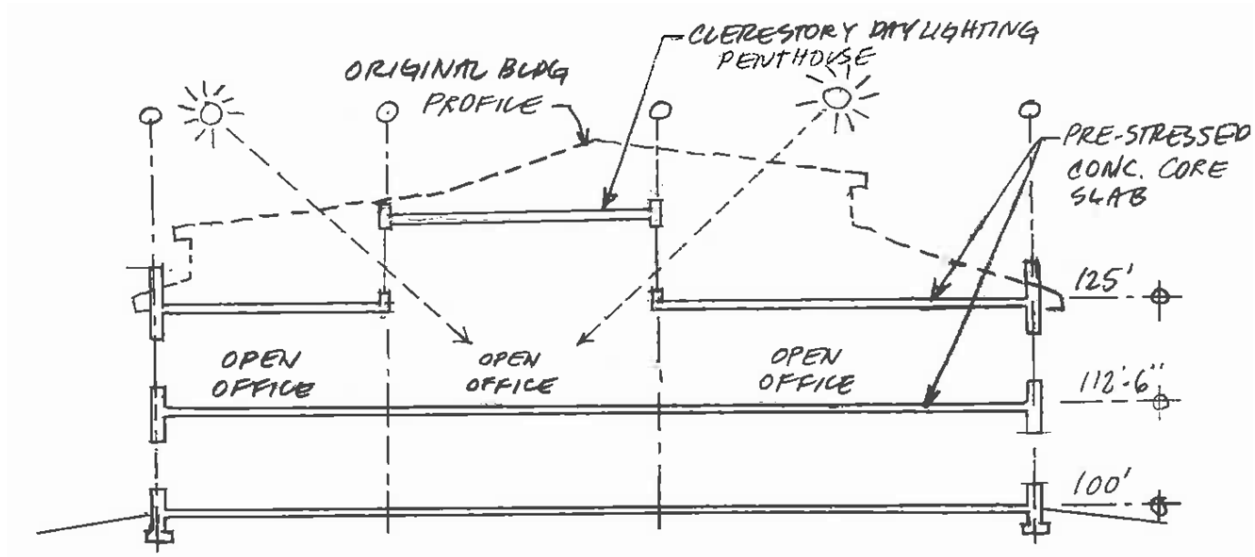 CLERESTORY DAYLIGHTING
PENTHOUSE
ORIGINAL BLDG
PROFILE
PRE-STRESSED
CONC. CORE
SLAB
125'
OPEN
OFFICE
OPEN
OFFICE
OPEN
OFFICE
112'-6"
100'